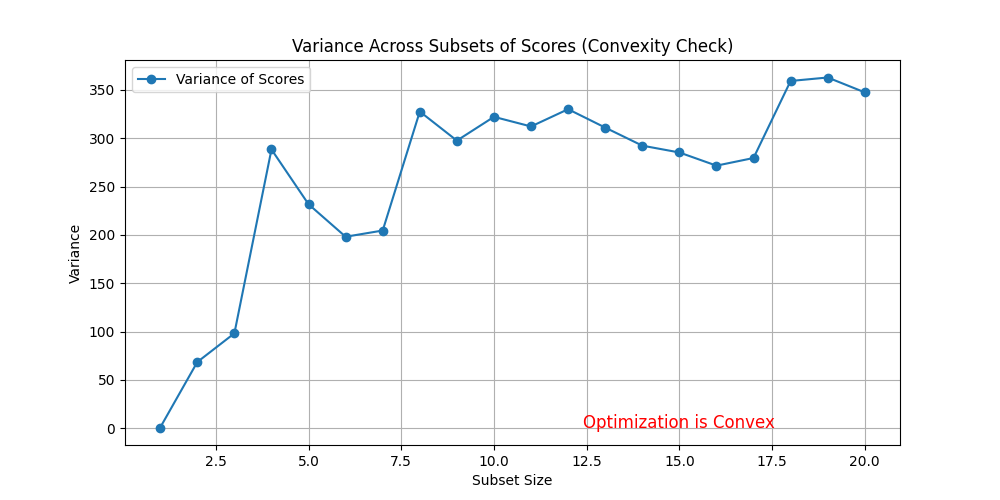 Variance Across Subsets of Scores (Convexity Check)
Variance of Scores
350
300
250
200
150
100
50
0
Variance
Optimization is Convex
2.5 5.0 7.5 10.0 12.5 15.0 17.5 20.0
Subset Size